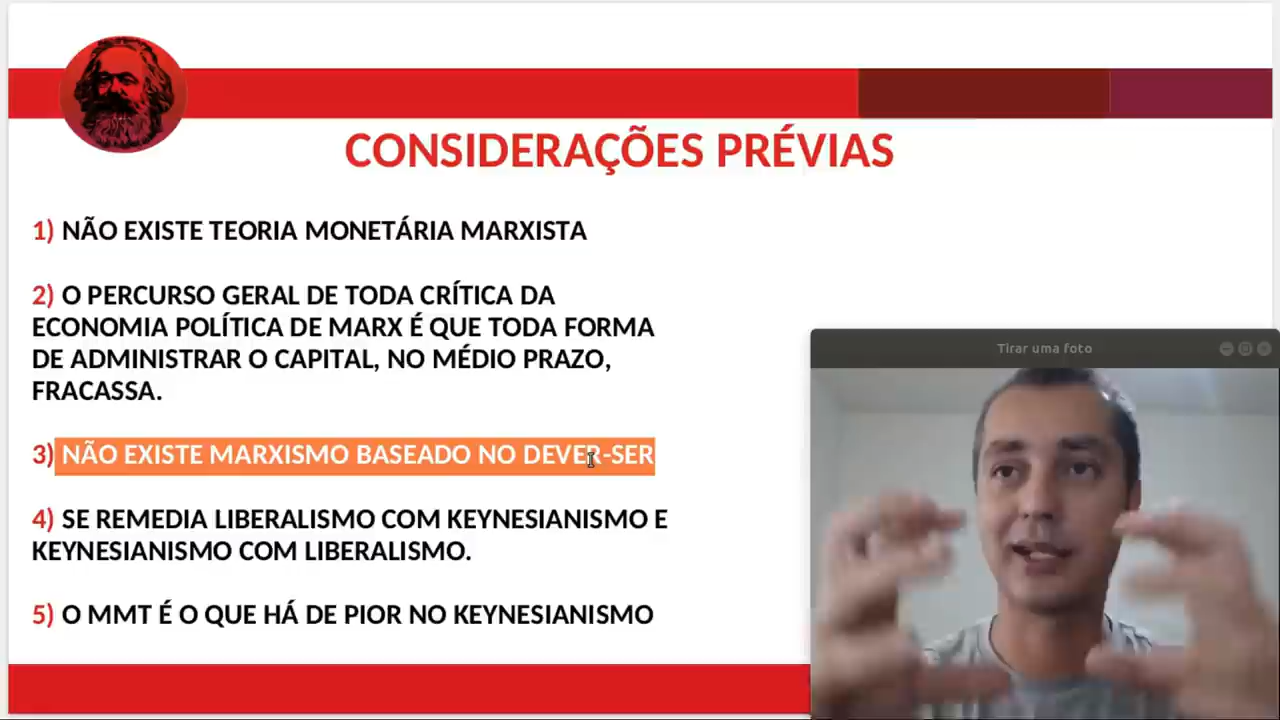 CONSIDERAÇÕES PRÉVIAS
1) NÃO EXISTE TEORIA MONETÁRIA MARXISTA
2) O PERCURSO GERAL DE TODA CRÍTICA DA
ECONOMIA POLÍTICA DE MARX É QUE TODA FORMA
DE ADMINISTRAR O CAPITAL, NO MÉDIO PRAZO,
FRACASSA.
3) NÃO EXISTE MARXISMO BASEADO NO DEVER-SER
4) SE REMEDIA LIBERALISMO COM KEYNESIANISMO E
KEYNESIANISMO COM LIBERALISMO.
5) O MMT É O QUE HÁ DE PIOR NO KEYNESIANISMO
Tirar uma foto